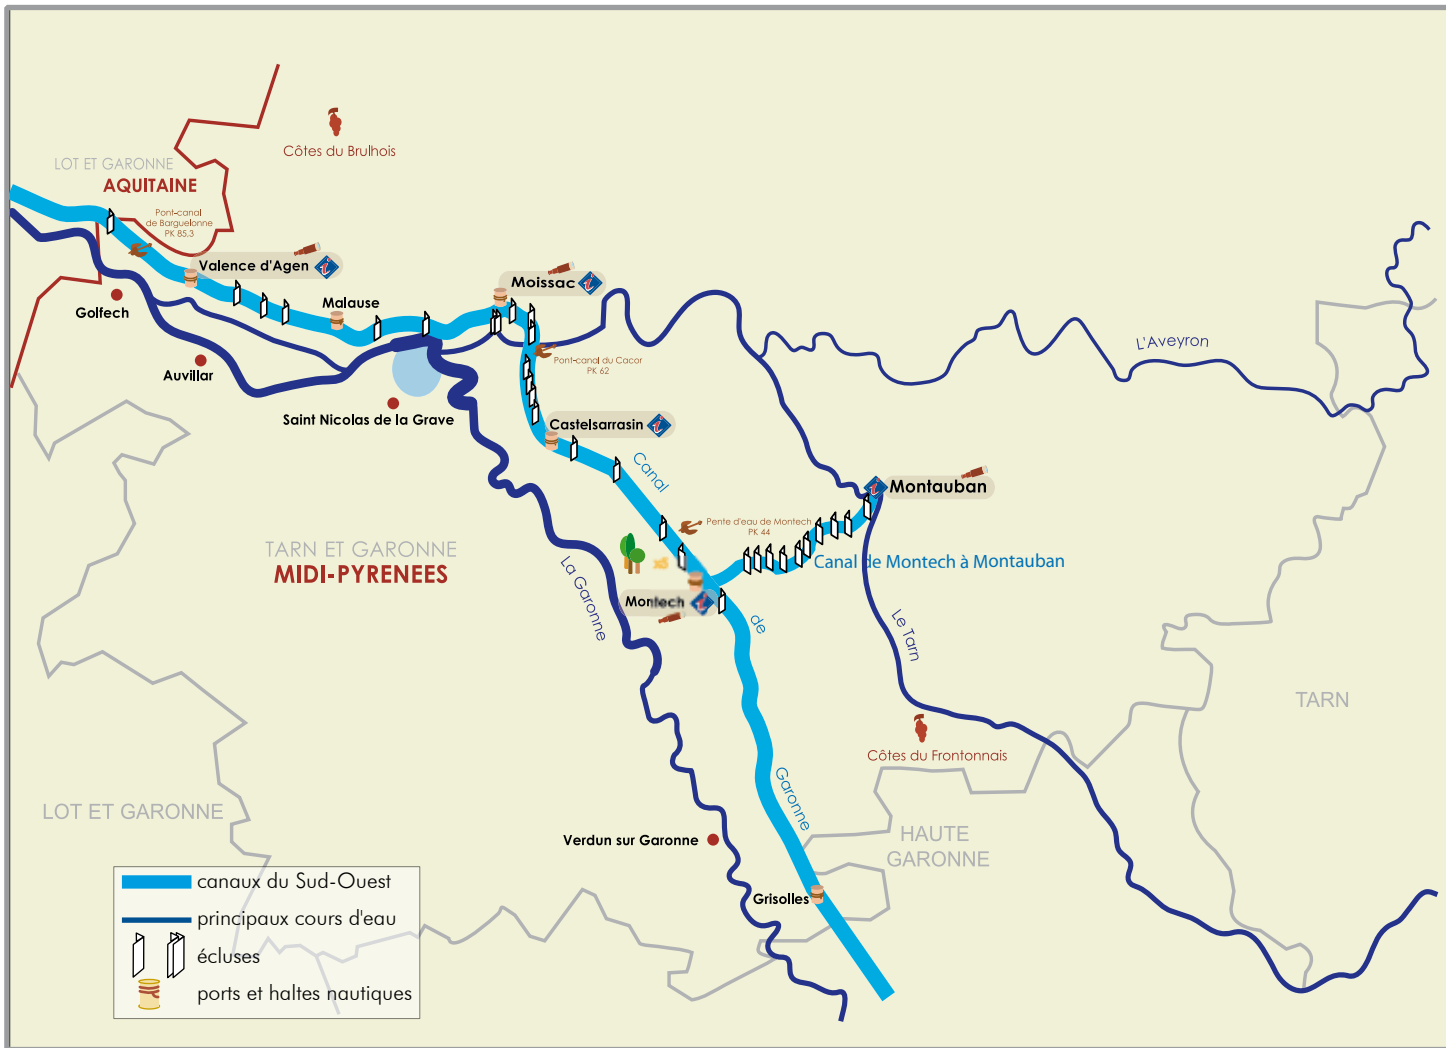 Côtes du Brulhois
LOT ET GARONNE
AQUITAINE
Pont-canal
de Barguelonne
PK 85,3
Valence d'Agen
Moissac
Golfech
Malause
L'Aveyron
Auvillar
Pont-canal du Cacor
PK 62
Saint Nicolas de la Grave
Castelsarrasin
Canal
Montauban
Pente d'eau de Montech
PK 44
TARN ET GARONNE
MIDI-PYRENEES
x5
Canal de Montech à Montauban
La Garonne
Montech
de
Le Tarn
TARN
Côtes du Frontonnais
Garonne
LOT ET GARONNE
Verdun sur Garonne
HAUTE
GARONNE
Grisolles
canaux du Sud-Ouest
principaux cours d'eau
écluses
ports et haltes nautiques